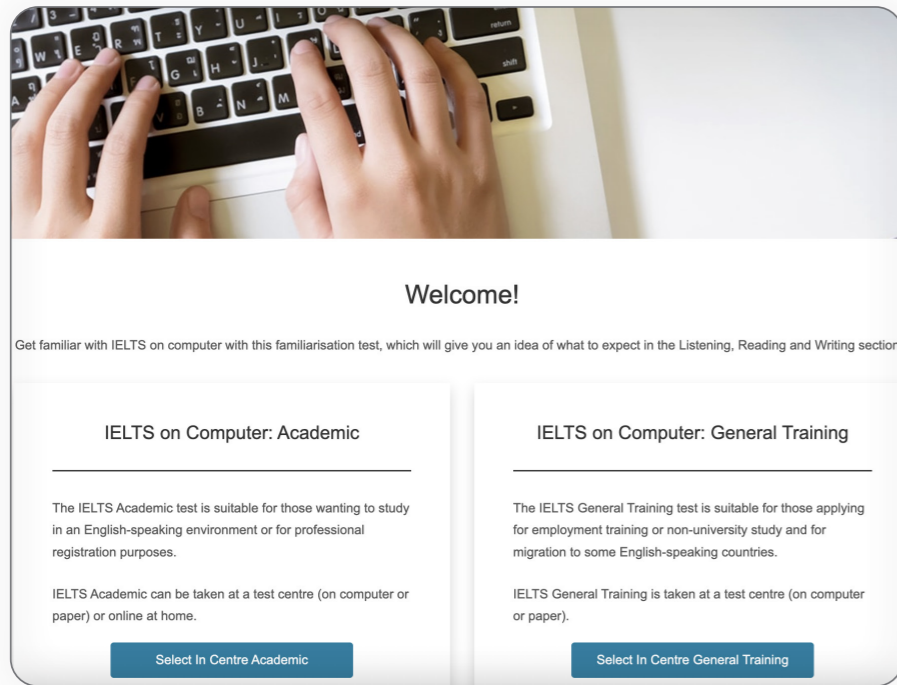 return
shift
W E R T Y U I
A F G H J
V B N M
Welcome!
Get familiar with IELTS on computer with this familiarisation test, which will give you an idea of what to expect in the Listening, Reading and Writing section
IELTS on Computer: Academic
The IELTS Academic test is suitable for those wanting to study
in an English-speaking environment or for professional
registration purposes.
IELTS Academic can be taken at a test centre (on computer or
paper) or online at home.
Select In Centre Academic
IELTS on Computer: General Training
The IELTS General Training test is suitable for those applying
for employment training or non-university study and for
migration to some English-speaking countries.
IELTS General Training is taken at a test centre (on computer
or paper).
Select In Centre General Training